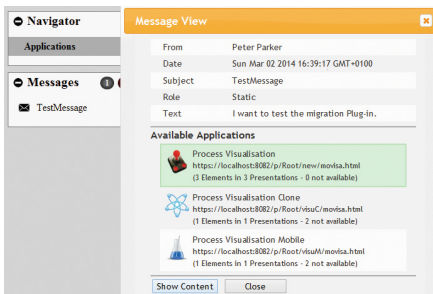 Navigator
Applications
Messages 1
TestMessage
Message View
From Peter Parker
Date Sun Mar 02 2014 16:39:17 GMT+0100
Subject TestMessage
Role Static
Text I want to test the migration Plug-in.
Available Applications
Process Visualisation
https://localhost:8082/p/Root/new/movisa.html
(3 Elements in 3 Presentations - 0 not available)
Process Visualisation Clone
https://localhost:8082/p/Root/visuC/movisa.html
(1 Elements in 1 Presentations - 2 not available)
Process Visualisation Mobile
https://localhost:8082/p/Root/visuM/movisa.html
(1 Elements in 1 Presentations - 2 not available)
Show Content Close